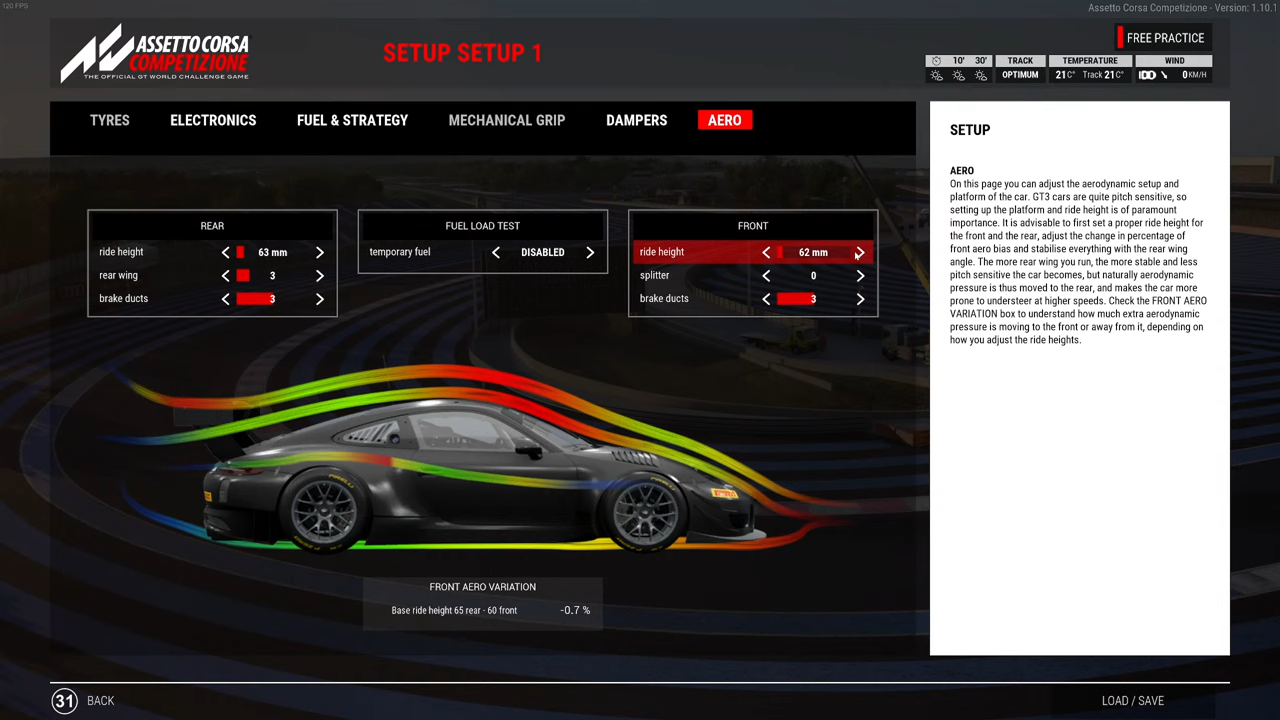 120 FPS
Assetto Corsa Competizione - Version: 1.10.1
ASSETTO CORSA
COMPETIZIONE
THE OFFICIAL GT WORLD CHALLENGE GAME
SETUP SETUP 1
FREE PRACTICE
10' 30' TRACK TEMPERATURE WIND
OPTIMUM 21C° Track 21C° 0KM/H
TYRES ELECTRONICS FUEL & STRATEGY MECHANICAL GRIP DAMPERS AERO
REAR
ride height 63 mm
rear wing 3
brake ducts 3
FUEL LOAD TEST
temporary fuel DISABLED
FRONT
ride height 62 mm
splitter 0
brake ducts 3
FRONT AERO VARIATION
Base ride height 65 rear - 60 front -0.7 %
SETUP
AERO
On this page you can adjust the aerodynamic setup and
platform of the car. GT3 cars are quite pitch sensitive, so
setting up the platform and ride height is of paramount
importance. It is advisable to first set a proper ride height for
the front and the rear, adjust the change in percentage of
front aero bias and stabilise everything with the rear wing
angle. The more rear wing you run, the more stable and less
pitch sensitive the car becomes, but naturally aerodynamic
pressure is thus moved to the rear, and makes the car more
prone to understeer at higher speeds. Check the FRONT AERO
VARIATION box to understand how much extra aerodynamic
pressure is moving to the front or away from it, depending on
how you adjust the ride heights.
31 BACK
LOAD / SAVE